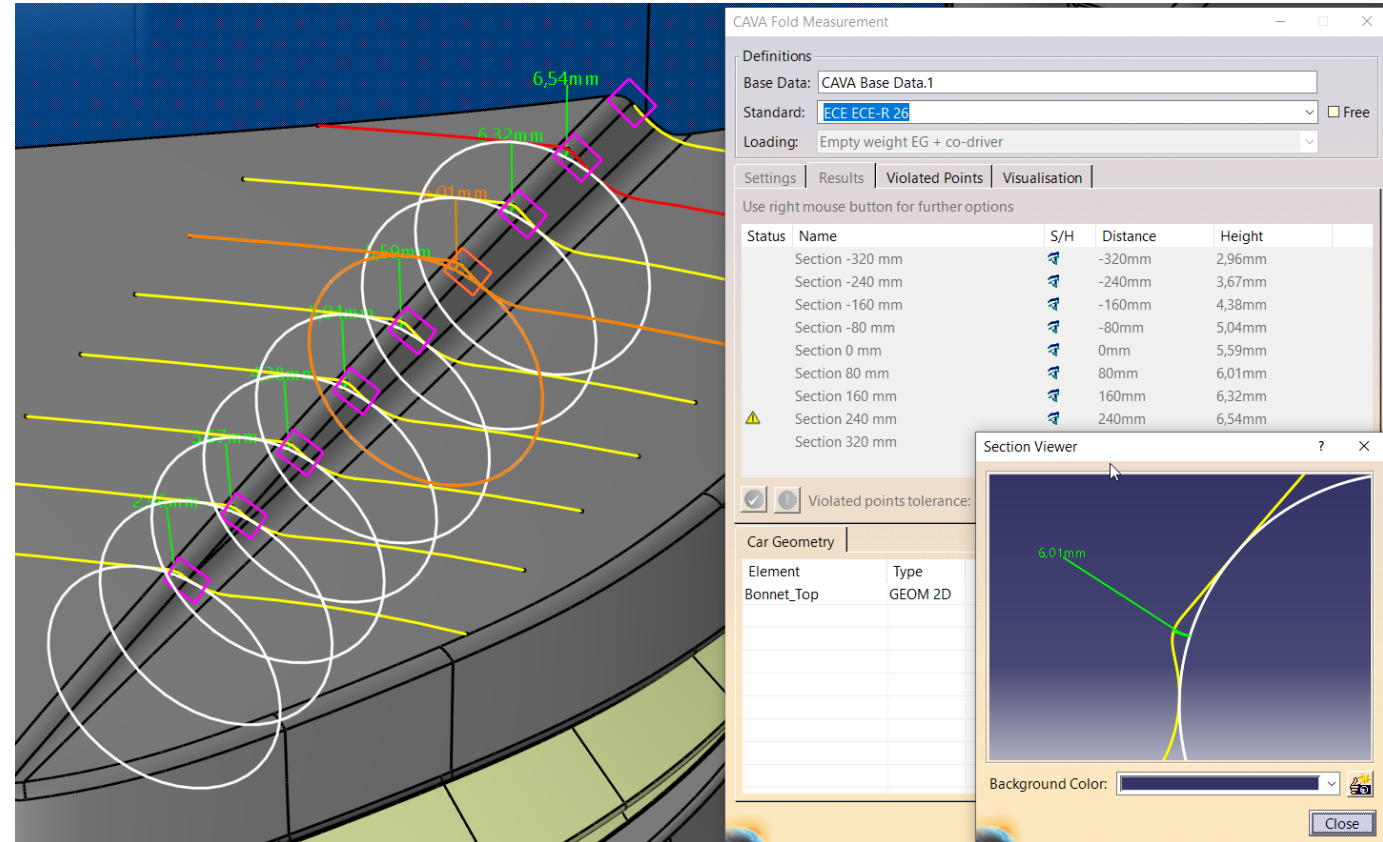 CAVA Fold Measurement
Definitions
Base Data: CAVA Base Data.1
Standard: ECE ECE-R 26 Free
Loading: Empty weight EG + co-driver
Settings Results Violated Points Visualisation
Use right mouse button for further options
Status Name S/H Distance Height
Section -320 mm -320mm 2,96mm
Section -240 mm -240mm 3,67mm
Section -160 mm -160mm 4,38mm
Section -80 mm -80mm 5,04mm
Section 0 mm 0mm 5,59mm
Section 80 mm 80mm 6,01mm
Section 160 mm 160mm 6,32mm
Section 240 mm 240mm 6,54mm
Section 320 mm
Violated points tolerance:
Car Geometry
Element Type
Bonnet_Top GEOM 2D
Section Viewer ?
6,01mm
Background Color:
Close
6,54mm
6,32mm